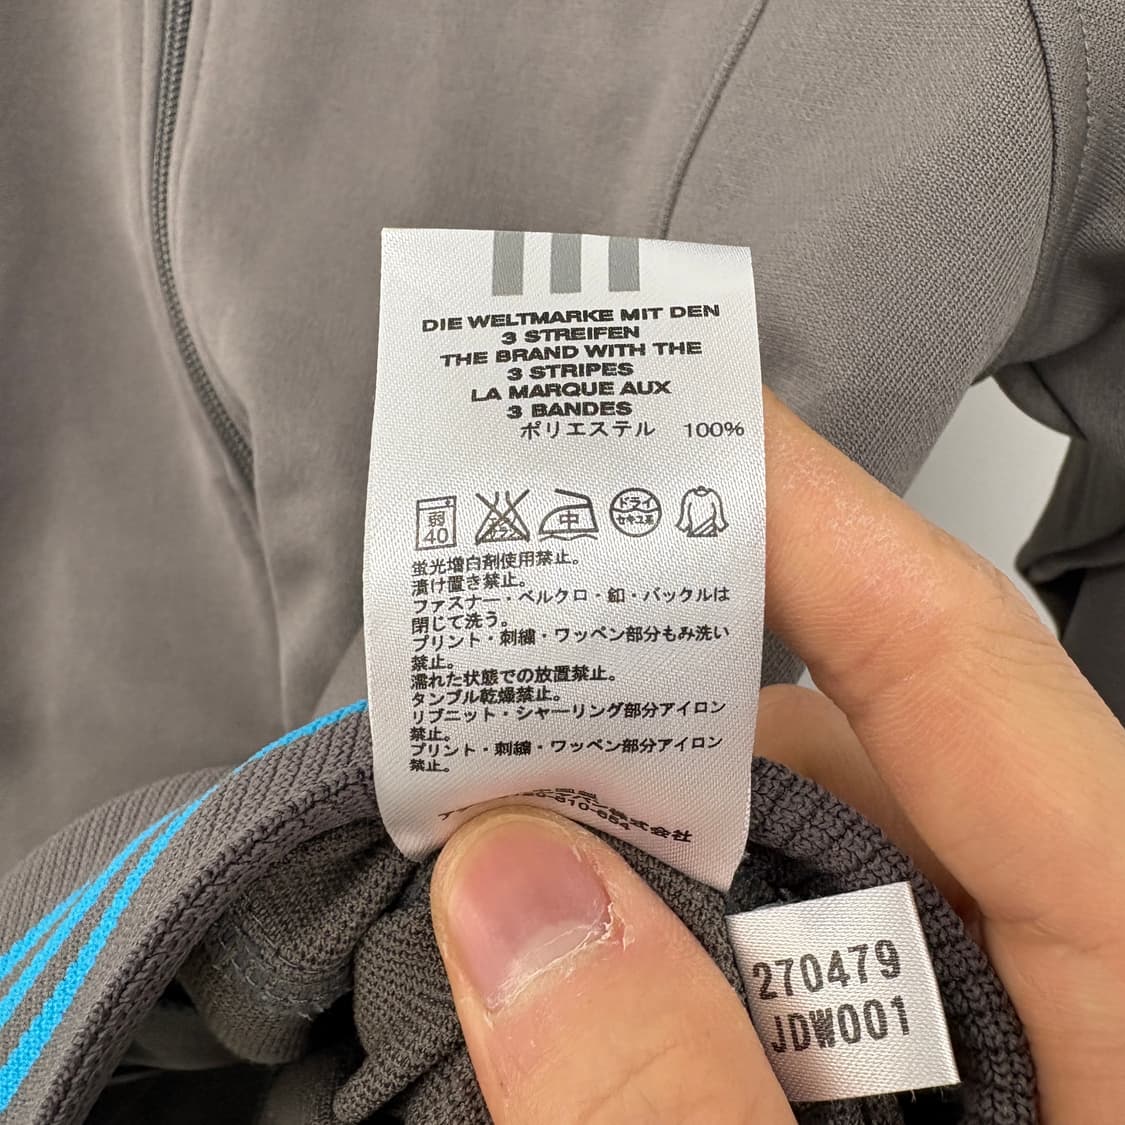 DIE WELTMARKE MIT DEN
3 STREIFEN
THE BRAND WITH THE
3 STRIPES
LA MARQUE AUX
3 BANDES
ポリエステル 100%
弱
40
中
ドライ
セキユ系
蛍光増白剤使用禁止。
漬け置き禁止。
ファスナー・ベルクロ・釦・バックルは
閉じて洗う。
プリント・刺繍・ワッペン部分もみ洗い
禁止。
濡れた状態での放置禁止。
タンブル乾燥禁止。
リブニット・シャーリング部分アイロン
禁止。
プリント・刺繍・ワッペン部分アイロン
禁止。
株式会社
270479
JDW001